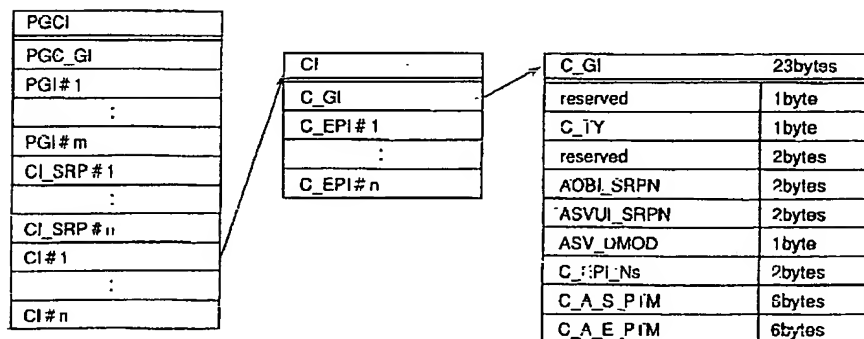 PGCI
PGC_GI
PGI#1
:
PGI#m
CI_SRP#1
:
CI_SRP#n
CI#1
:
CI#n
CI
C_GI
C_EPI#1
:
C_EPI#n
C_GI 23bytes
reserved 1byte
C_TY 1byte
reserved 2bytes
AOBI_SRPN 2bytes
ASVUI_SRPN 2bytes
ASV_DMOD 1byte
C_EPI_Ns 2bytes
C_A_S_PTM 6bytes
C_A_E_PTM 6bytes